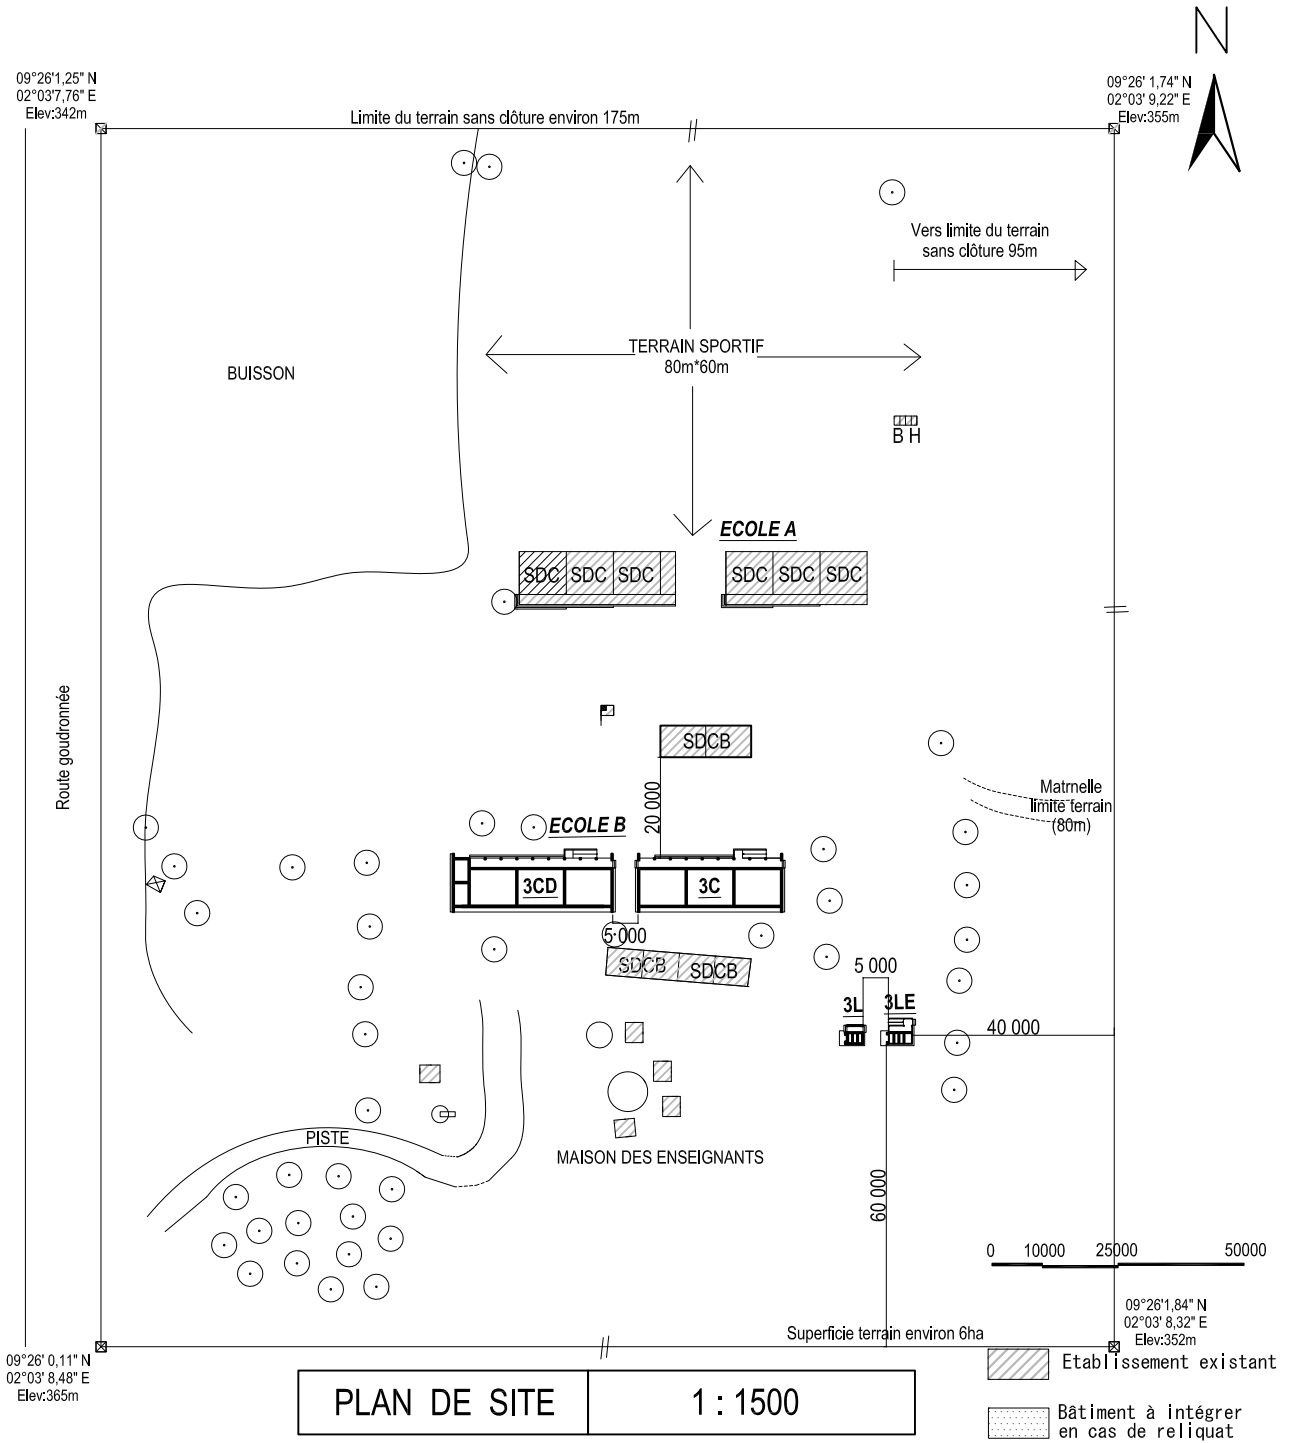 N
09°26'1,25" N
02°03'7,76" E
Elev:342m
09°26' 1,74" N
02°03' 9,22" E
Elev:355m
Limite du terrain sans clôture environ 175m
Vers limite du terrain
sans clôture 95m
TERRAIN SPORTIF
80m*60m
BUISSON
B H
ECOLE A
SDC SDC SDC
SDC SDC SDC
Route goudronnée
SDCB
20 000
Matrnelle
limite terrain
(80m)
ECOLE B
3CD
3C
5 000
SDCB SDCB
5 000
3L 3LE
40 000
PISTE
MAISON DES ENSEIGNANTS
60 000
0 10000 25000 50000
09°26'1,84" N
02°03' 8,32" E
Elev:352m
Superficie terrain environ 6ha
09°26' 0,11" N
02°03' 8,48" E
Elev:365m
Etablissement existant
PLAN DE SITE 1 : 1500
Bâtiment à intégrer
en cas de reliquat